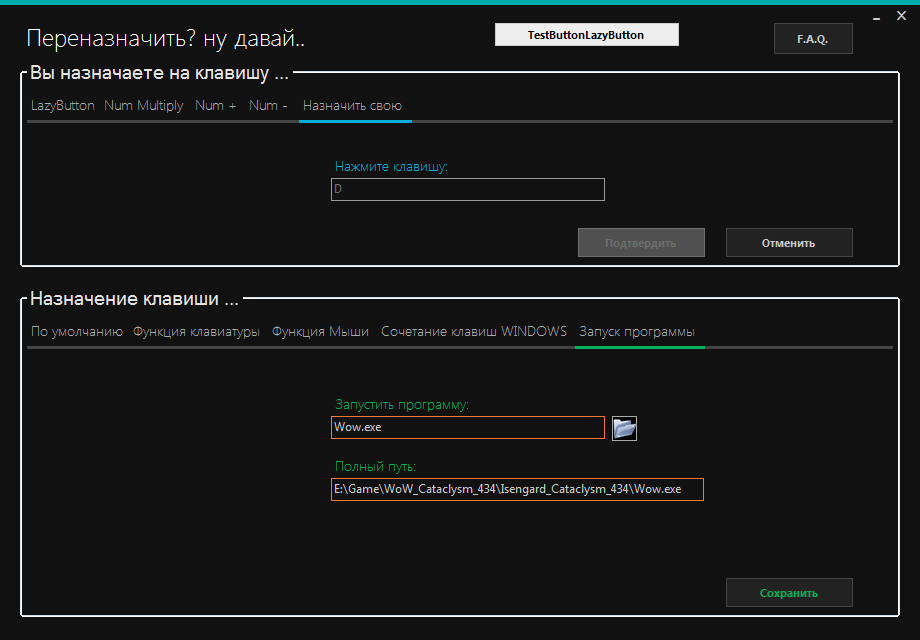 Переназначить? ну давай..
TestButtonLazyButton
F.A.Q.
Вы назначаете на клавишу ...
LazyButton Num Multiply Num + Num - Назначить свою
Нажмите клавишу:
D
Подтвердить Отменить
Назначение клавиши ...
По умолчанию Функция клавиатуры Функция Мыши Сочетание клавиш WINDOWS Запуск программы
Запустить программу:
Wow.exe
Полный путь:
E:\Game\WoW_Cataclysm_434\Isengard_Cataclysm_434\Wow.exe
Сохранить